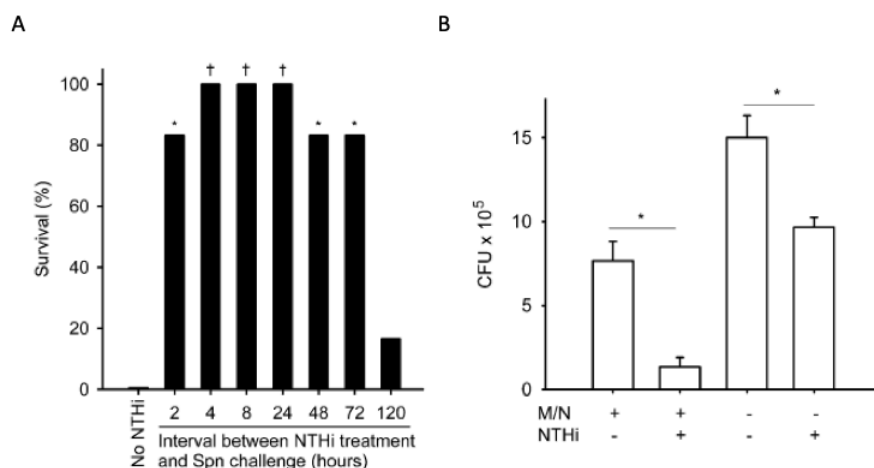 A
100
80
60
40
20
0
Survival (%)
* † † † * *
No NTHi 2 4 8 24 48 72 120
Interval between NTHi treatment
and Spn challenge (hours)
B
15
10
5
0
CFU x 10⁵
* *
M/N + + - -
NTHi - + - +